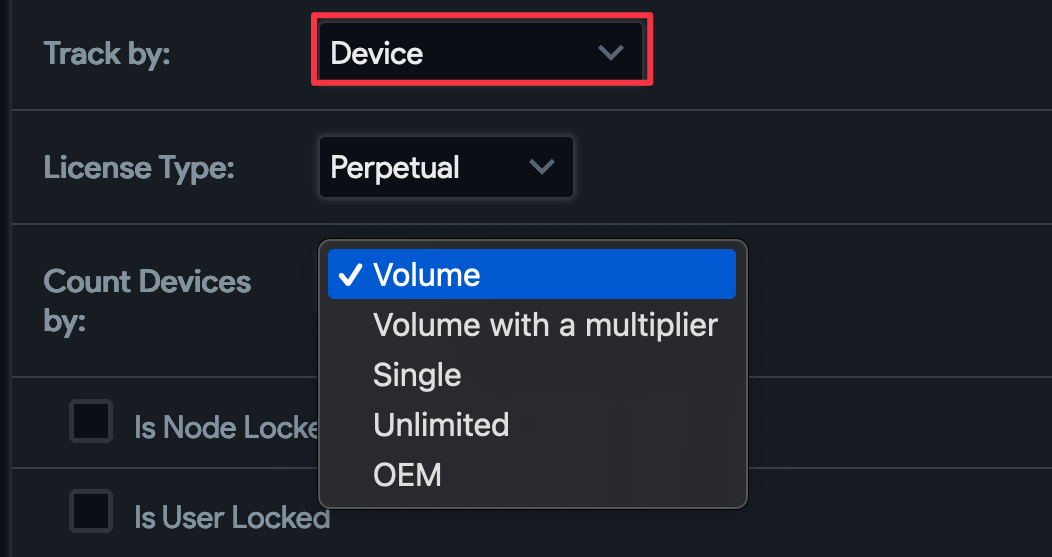 Track by:
Device
License Type:
Perpetual
Count Devices
by:
Volume
Volume with a multiplier
Single
Unlimited
OEM
Is Node Locke
Is User Locked